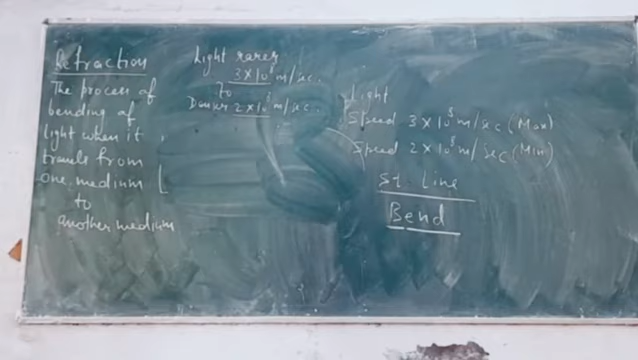 Refraction
The process of
bending of
light when it
travels from
one medium
to
another medium
Light rarer
3×10⁸ m/sec.
to
Denser 2×10⁸ m/sec.
Light
Speed 3×10⁸ m/sec (Max)
Speed 2×10⁸ m/sec (Min)
St. Line
Bend